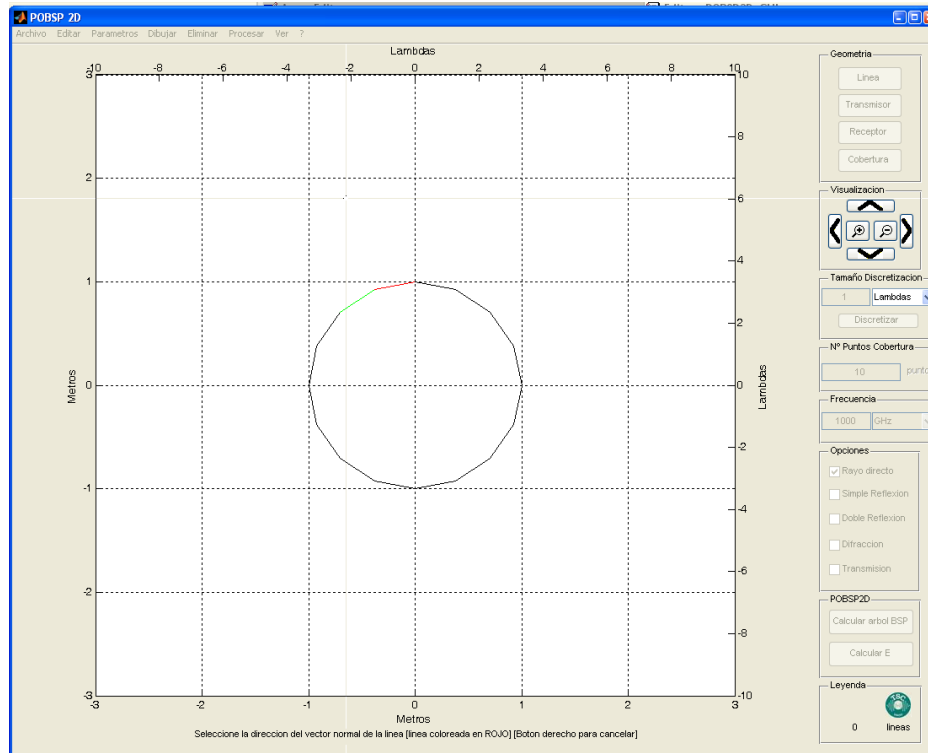 POBSP 2D
Archivo Editar Parametros Dibujar Eliminar Procesar Ver ?
Lambdas
-10 -8 -6 -4 -2 0 2 4 6 8 10
3
2
1
0
-1
-2
-3
Metros
10
8
6
4
2
0
-2
-4
-6
-8
-10
Lambdas
-3 -2 -1 0 1 2 3
Metros
Seleccione la direccion del vector normal de la linea [linea coloreada en ROJO] [Boton derecho para cancelar]
Geometria
Linea
Transmisor
Receptor
Cobertura
Visualizacion
Tamaño Discretizacion
1 Lambdas
Discretizar
Nº Puntos Cobertura
10 punto
Frecuencia
1000 GHz
Opciones
Rayo directo
Simple Reflexion
Doble Reflexion
Difraccion
Transmision
POBSP2D
Calcular arbol BSP
Calcular E
Leyenda
TSC
0 lineas